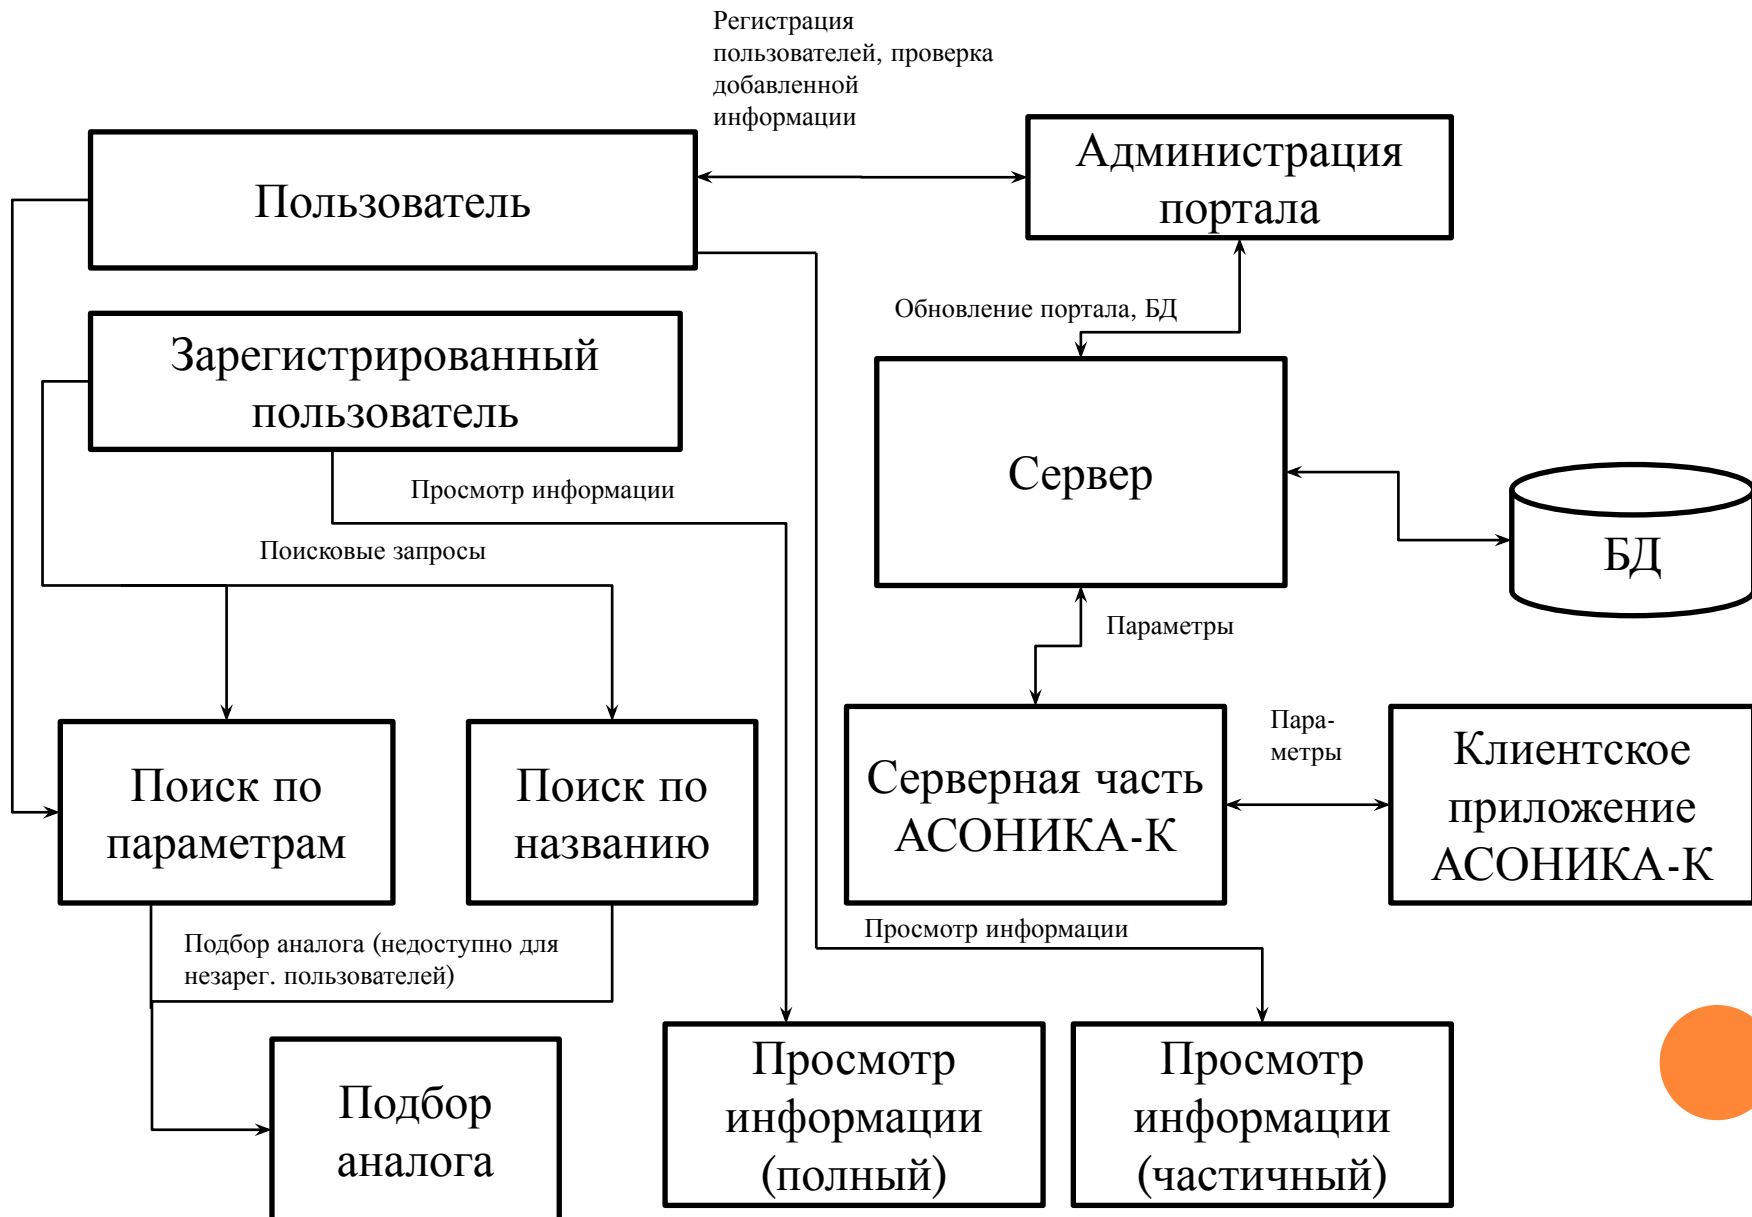 Регистрация
пользователей, проверка
добавленной
информации
Пользователь
Администрация
портала
Обновление портала, БД
Зарегистрированный
пользователь
Сервер
БД
Просмотр информации
Поисковые запросы
Параметры
Поиск по
параметрам
Поиск по
названию
Серверная часть
АСОНИКА-К
Пара-
метры
Клиентское
приложение
АСОНИКА-К
Подбор аналога (недоступно для
незарег. пользователей)
Просмотр информации
Подбор
аналога
Просмотр
информации
(полный)
Просмотр
информации
(частичный)